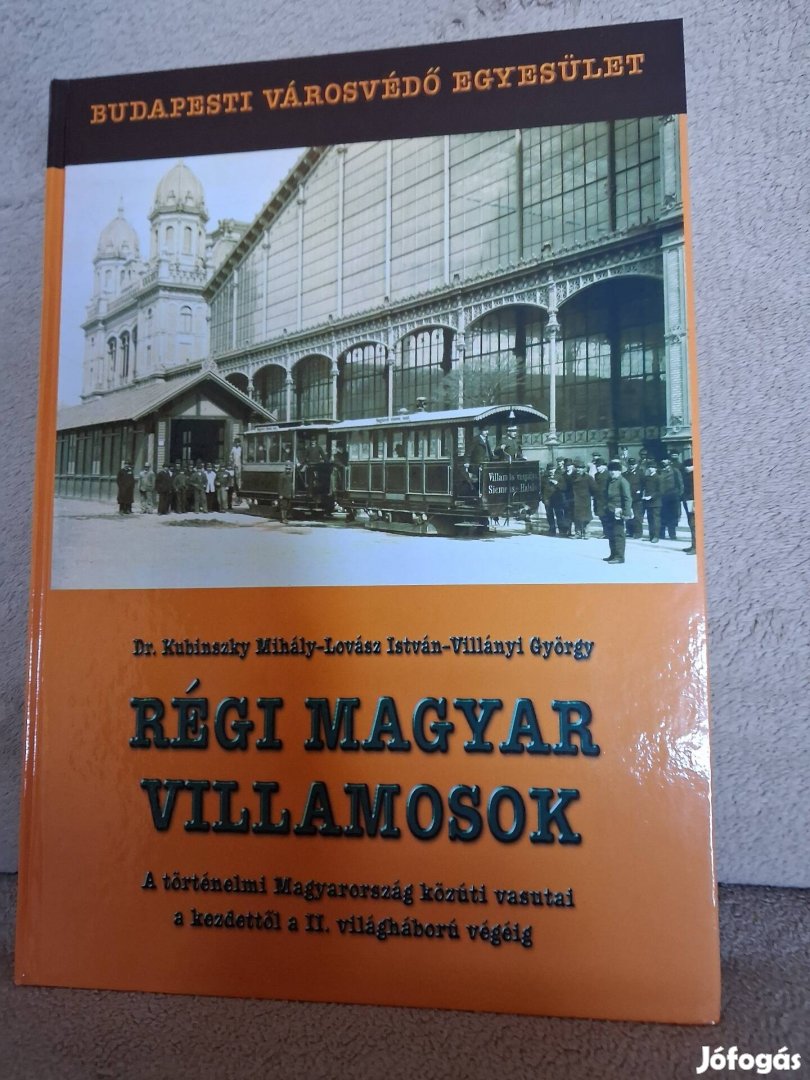 BUDAPESTI VÁROSVÉDŐ EGYESÜLET
Siemens
Dr. Kubinszky Mihály-Lovász István-Villányi György
RÉGI MAGYAR
VILLAMOSOK
A történelmi Magyarország közúti vasutai
a kezdettől a II. világháború végéig
Jófogás